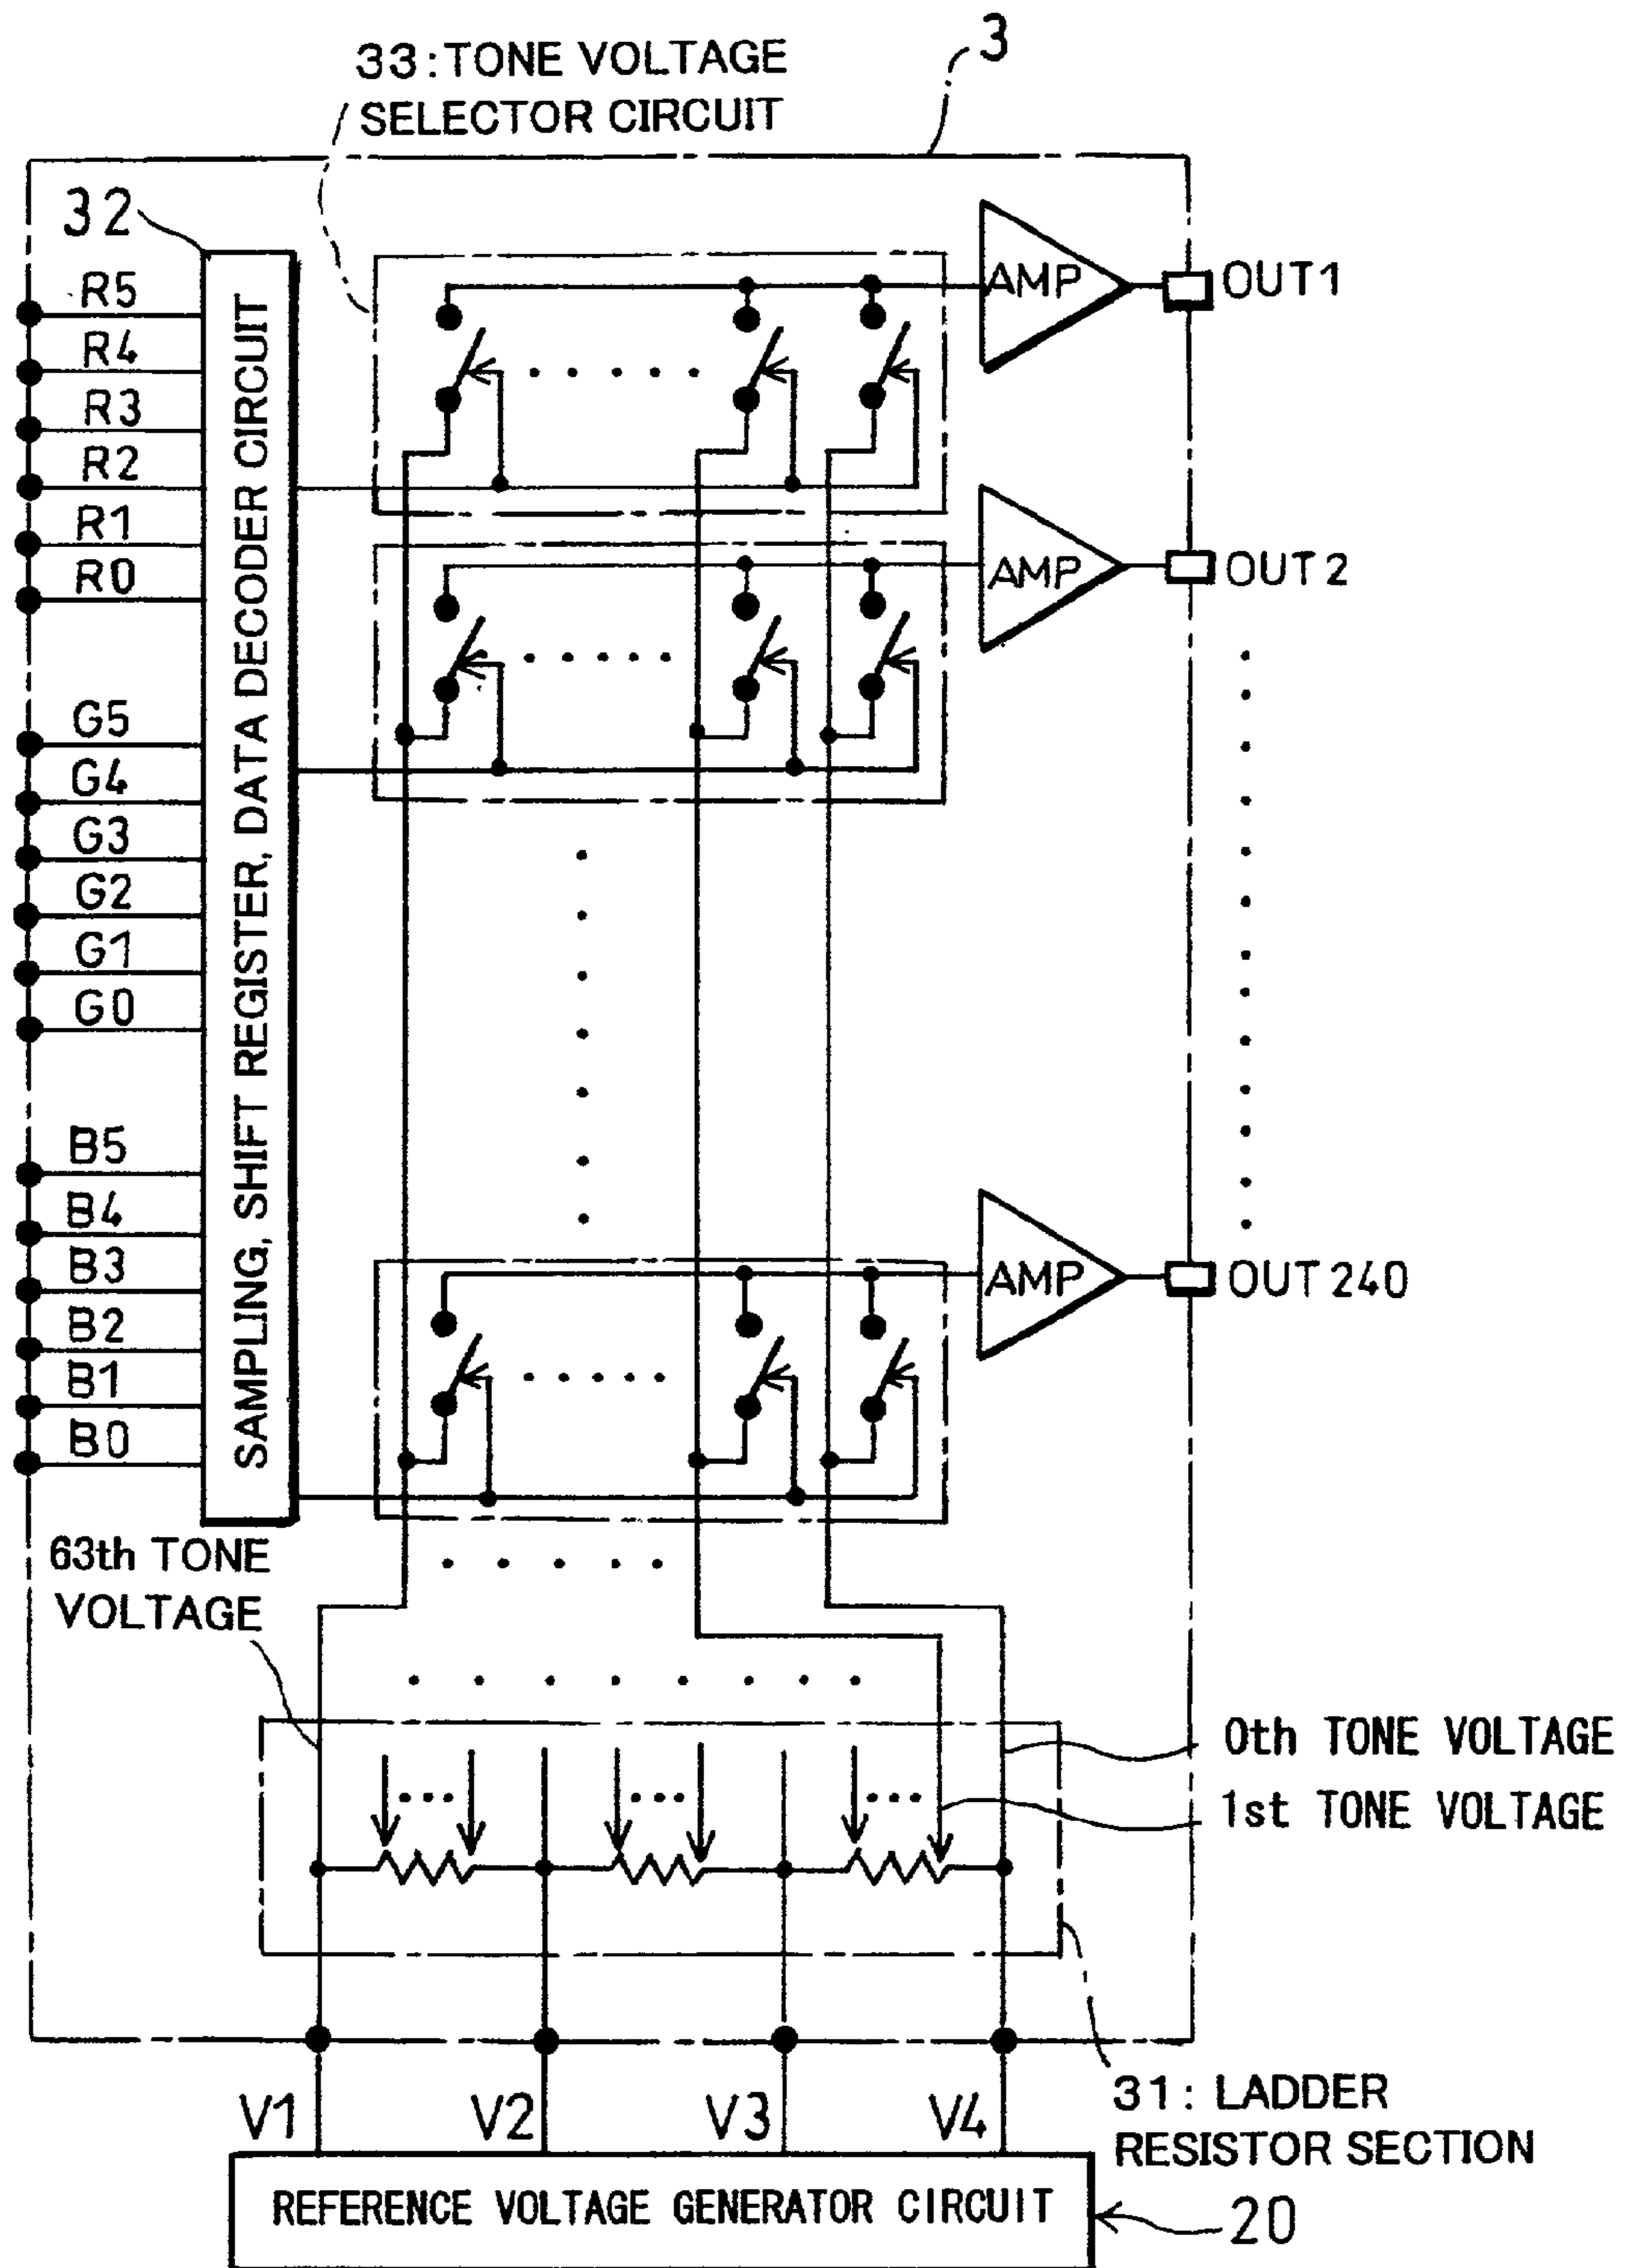 3
33:TONE VOLTAGE
SELECTOR CIRCUIT
32
R5
R4
R3
R2
R1
R0
G5
G4
G3
G2
G1
G0
B5
B4
B3
B2
B1
B0
SAMPLING, SHIFT REGISTER, DATA DECODER CIRCUIT
AMP
OUT1
AMP
OUT2
AMP
OUT240
63th TONE
VOLTAGE
0th TONE VOLTAGE
1st TONE VOLTAGE
V1
V2
V3
V4
31: LADDER
RESISTOR SECTION
REFERENCE VOLTAGE GENERATOR CIRCUIT
20